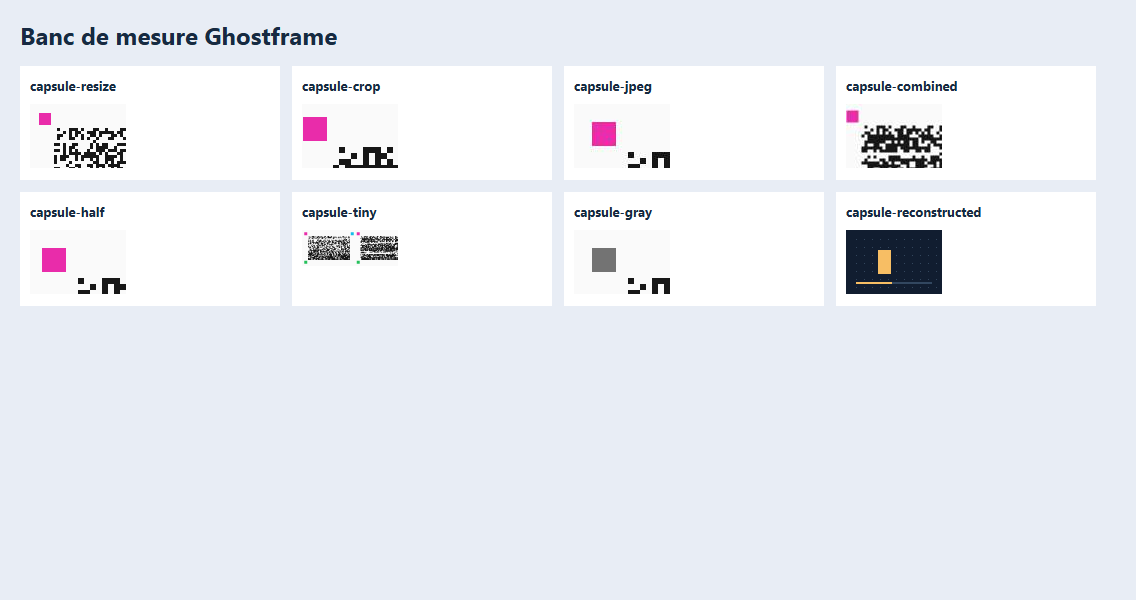 Banc de mesure Ghostframe
capsule-resize
capsule-crop
capsule-jpeg
capsule-combined
capsule-half
capsule-tiny
capsule-gray
capsule-reconstructed